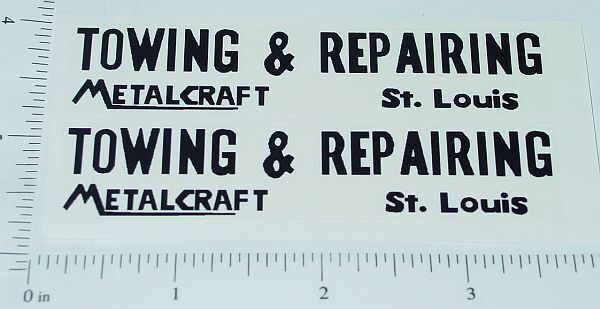 TOWING & REPAIRING
METALCRAFT St. Louis
TOWING & REPAIRING
METALCRAFT St. Louis
4
0 in 1 2 3